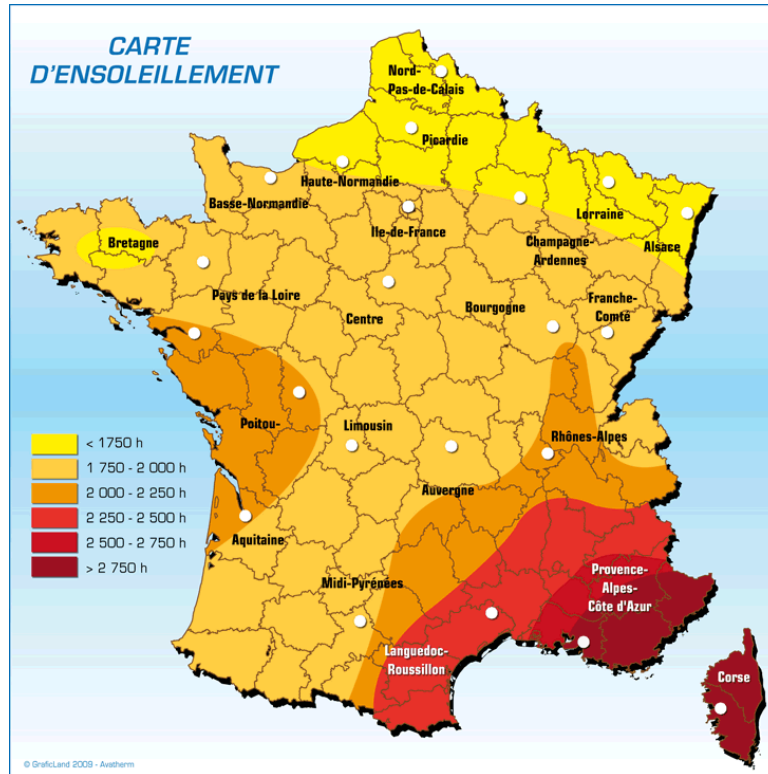 CARTE
D'ENSOLEILLEMENT
Nord-
Pas-de-Calais
Picardie
Haute-Normandie
Basse-Normandie
Lorraine
Ile-de-France
Champagne-
Ardennes
Alsace
Bretagne
Pays de la Loire
Centre
Bourgogne
Franche-
Comté
Poitou-
Limousin
Rhônes-Alpes
Auvergne
Aquitaine
Midi-Pyrénées
Provence-
Alpes-
Côte d'Azur
Languedoc-
Roussillon
Corse
< 1750 h
1 750 - 2 000 h
2 000 - 2 250 h
2 250 - 2 500 h
2 500 - 2 750 h
> 2 750 h
© GraficLand 2009 - Avatherm